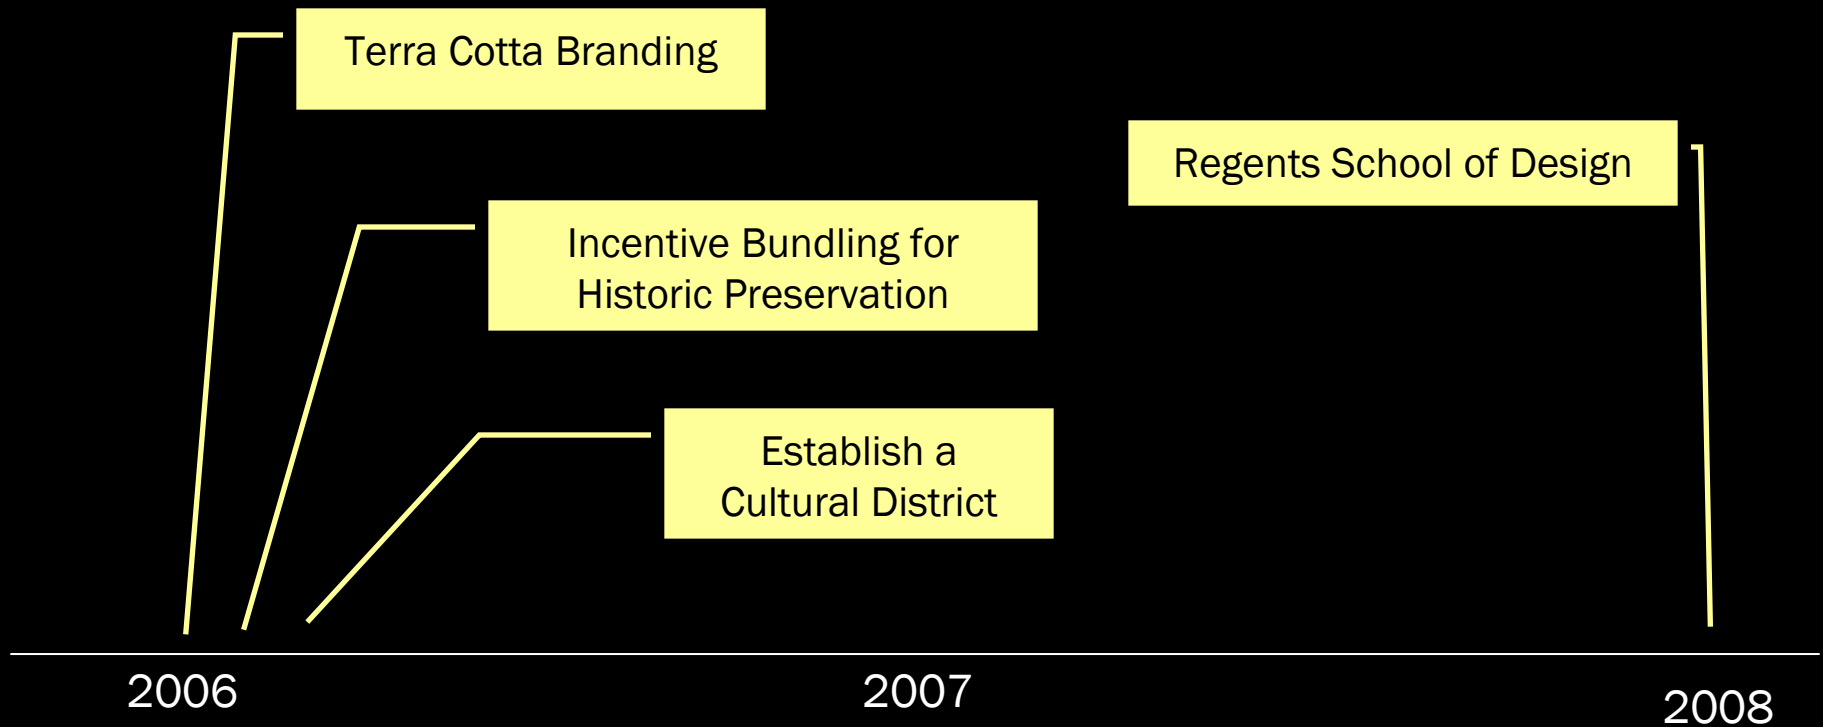 Terra Cotta Branding
Regents School of Design
Incentive Bundling for
Historic Preservation
Establish a
Cultural District
2006
2007
2008